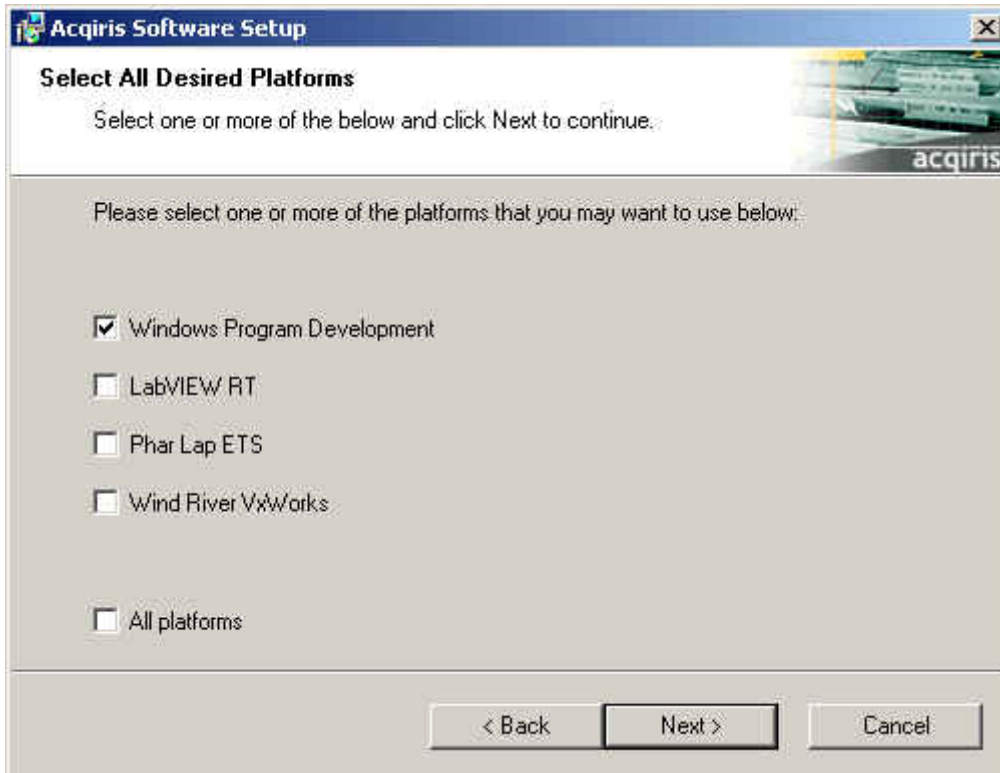 Acqiris Software Setup
Select All Desired Platforms
Select one or more of the below and click Next to continue.
acqiris
Please select one or more of the platforms that you may want to use below:
Windows Program Development
LabVIEW RT
Phar Lap ETS
Wind River VxWorks
All platforms
< Back Next > Cancel